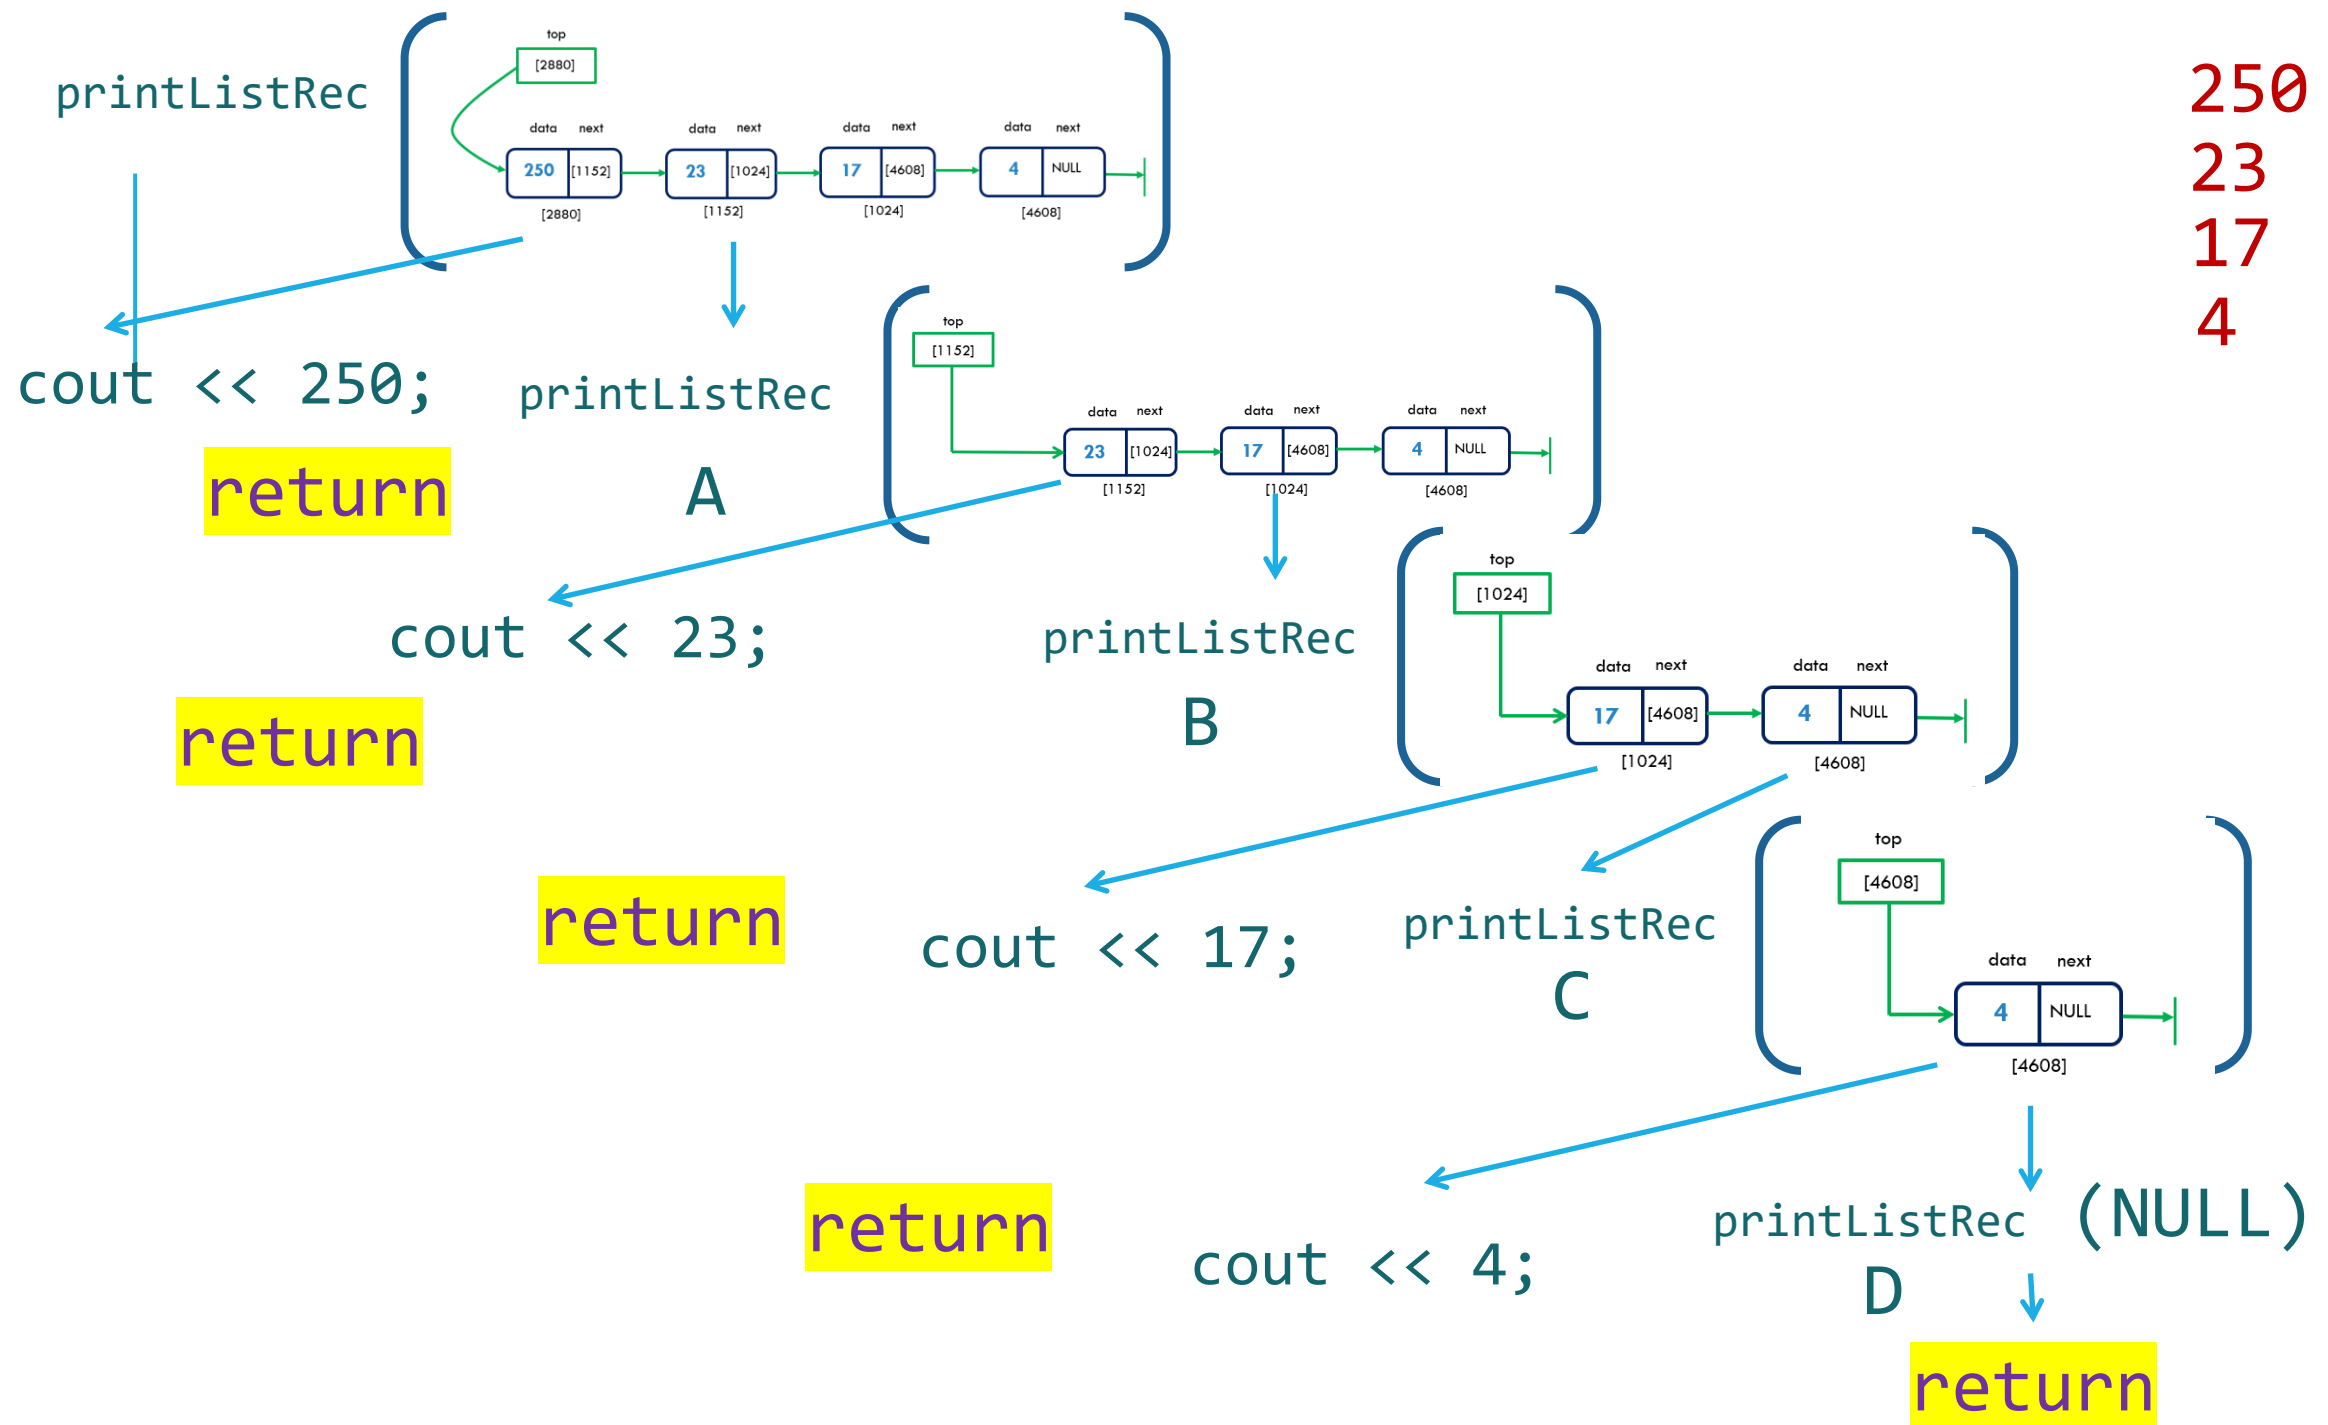 top
[2880]
printListRec
data next data next data next data next
250 [1152] 23 [1024] 17 [4608] 4 NULL
[2880] [1152] [1024] [4608]
250
23
17
4
cout << 250;
return
printListRec
A
top
[1152]
data next data next data next
23 [1024] 17 [4608] 4 NULL
[1152] [1024] [4608]
cout << 23;
return
printListRec
B
top
[1024]
data next data next
17 [4608] 4 NULL
[1024] [4608]
return
cout << 17;
printListRec
C
top
[4608]
data next
4 NULL
[4608]
return
cout << 4;
printListRec (NULL)
D
return